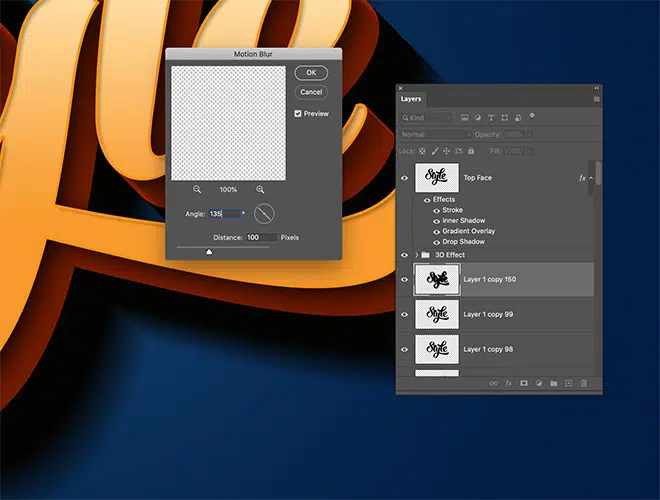 Style
Motion Blur
OK
Cancel
Preview
100%
Angle: 135 °
Distance: 100 Pixels
Layers
Kind
Normal Opacity: 100%
Lock: Fill: 100%
Style Top Face fx
Effects
Stroke
Inner Shadow
Gradient Overlay
Drop Shadow
3D Effect
Style Layer 1 copy 150
Style Layer 1 copy 99
Style Layer 1 copy 98
fx